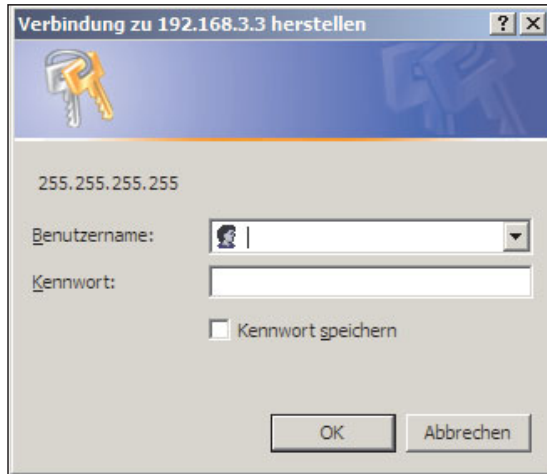 Verbindung zu 192.168.3.3 herstellen
255.255.255.255
Benutzername:
Kennwort:
Kennwort speichern
OK Abbrechen